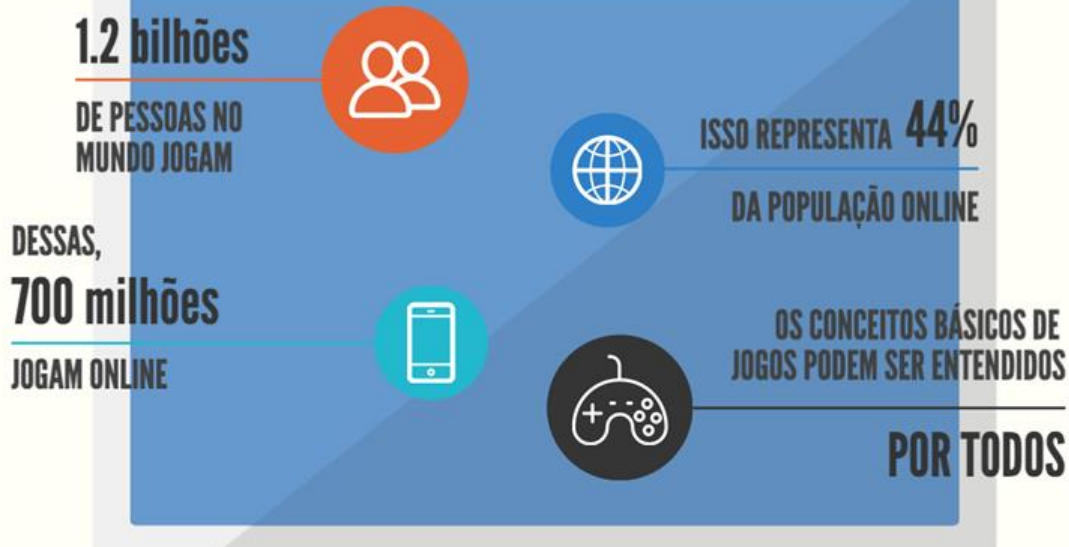 1.2 bilhões
DE PESSOAS NO
MUNDO JOGAM
ISSO REPRESENTA 44%
DA POPULAÇÃO ONLINE
DESSAS,
700 milhões
JOGAM ONLINE
OS CONCEITOS BÁSICOS DE
JOGOS PODEM SER ENTENDIDOS
POR TODOS